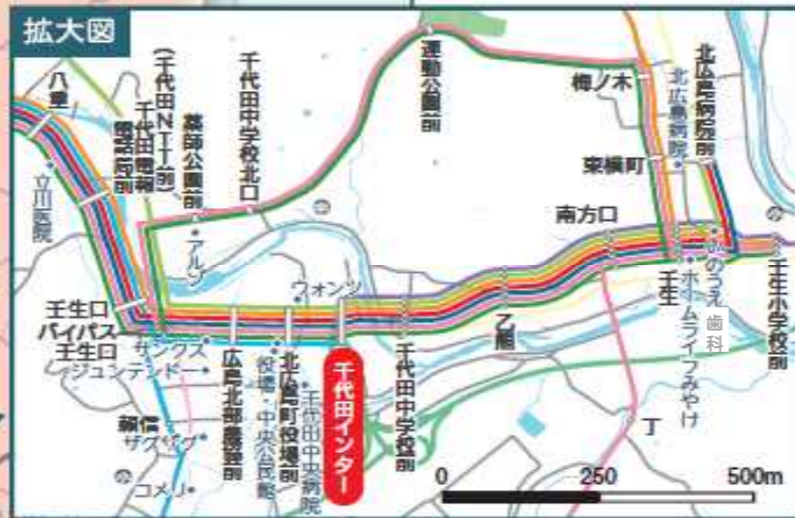 拡大図
八重
千代田電報
電話局前
(千代田NTT前)
薬師公園前
千代田中学校北口
運動公園前
梅ノ木
北広島病院
北広島病院前
東横町
南方口
立川医院
アルゾ
ウォンツ
壬生口
バイパス
壬生口
サンクス
ジュンテンドー
広島北部農協前
役場・中央公民館
北広島町役場前
千代田中央病院
千代田インター
千代田中学校前
乙熊
壬生
ホームライフみやけ
いのうえ歯科
壬生小学校前
頼信
ザグザグ
コメリ
丁
0 250 500m